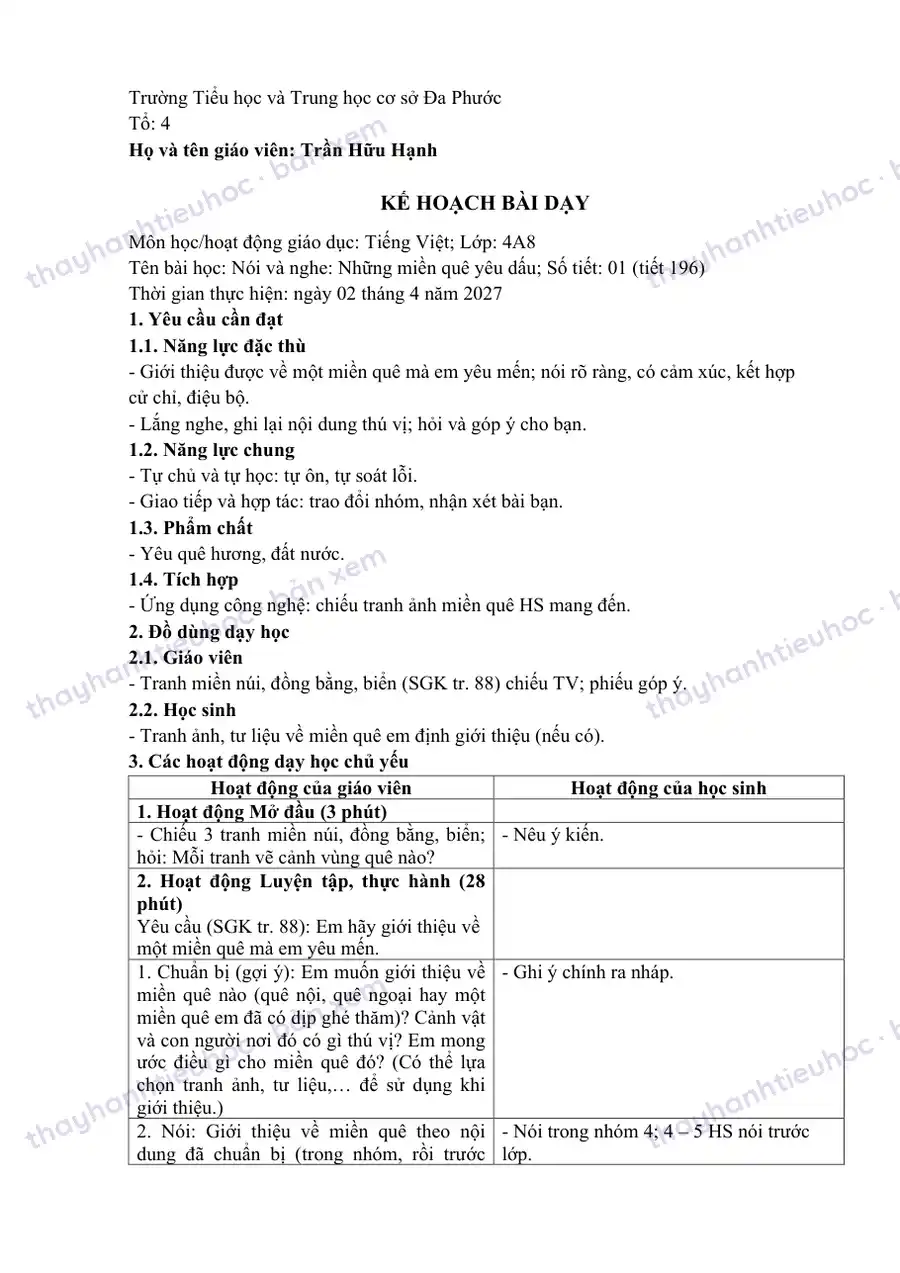 Trường Tiểu học và Trung học cơ sở Đa Phước
Tổ: 4
Họ và tên giáo viên: Trần Hữu Hạnh
KẾ HOẠCH BÀI DẠY
Môn học/hoạt động giáo dục: Tiếng Việt; Lớp: 4A8
Tên bài học: Nói và nghe: Những miền quê yêu dấu; Số tiết: 01 (tiết 196)
Thời gian thực hiện: ngày 02 tháng 4 năm 2027
1. Yêu cầu cần đạt
1.1. Năng lực đặc thù
- Giới thiệu được về một miền quê mà em yêu mến; nói rõ ràng, có cảm xúc, kết hợp
cử chỉ, điệu bộ.
- Lắng nghe, ghi lại nội dung thú vị; hỏi và góp ý cho bạn.
1.2. Năng lực chung
- Tự chủ và tự học: tự ôn, tự soát lỗi.
- Giao tiếp và hợp tác: trao đổi nhóm, nhận xét bài bạn.
1.3. Phẩm chất
- Yêu quê hương, đất nước.
1.4. Tích hợp
- Ứng dụng công nghệ: chiếu tranh ảnh miền quê HS mang đến.
2. Đồ dùng dạy học
2.1. Giáo viên
- Tranh miền núi, đồng bằng, biển (SGK tr. 88) chiếu TV; phiếu góp ý.
2.2. Học sinh
- Tranh ảnh, tư liệu về miền quê em định giới thiệu (nếu có).
3. Các hoạt động dạy học chủ yếu
Hoạt động của giáo viên
Hoạt động của học sinh
1. Hoạt động Mở đầu (3 phút)
- Chiếu 3 tranh miền núi, đồng bằng, biển;
hỏi: Mỗi tranh vẽ cảnh vùng quê nào?
- Nêu ý kiến.
2. Hoạt động Luyện tập, thực hành (28
phút)
Yêu cầu (SGK tr. 88): Em hãy giới thiệu về
một miền quê mà em yêu mến.
1. Chuẩn bị (gợi ý): Em muốn giới thiệu về
miền quê nào (quê nội, quê ngoại hay một
miền quê em đã có dịp ghé thăm)? Cảnh vật
và con người nơi đó có gì thú vị? Em mong
ước điều gì cho miền quê đó? (Có thể lựa
chọn tranh ảnh, tư liệu,… để sử dụng khi
giới thiệu.)
- Ghi ý chính ra nháp.
2. Nói: Giới thiệu về miền quê theo nội
dung đã chuẩn bị (trong nhóm, rồi trước
- Nói trong nhóm 4; 4 – 5 HS nói trước
lớp.
thayhanhtieuhoc · bản xem
thayhanhtieuhoc · b
thayhanhtieuhoc · bản xem
thayhanhtieuhoc · b
thayhanhtieuhoc · bản xem
thayhanhtieuhoc · b